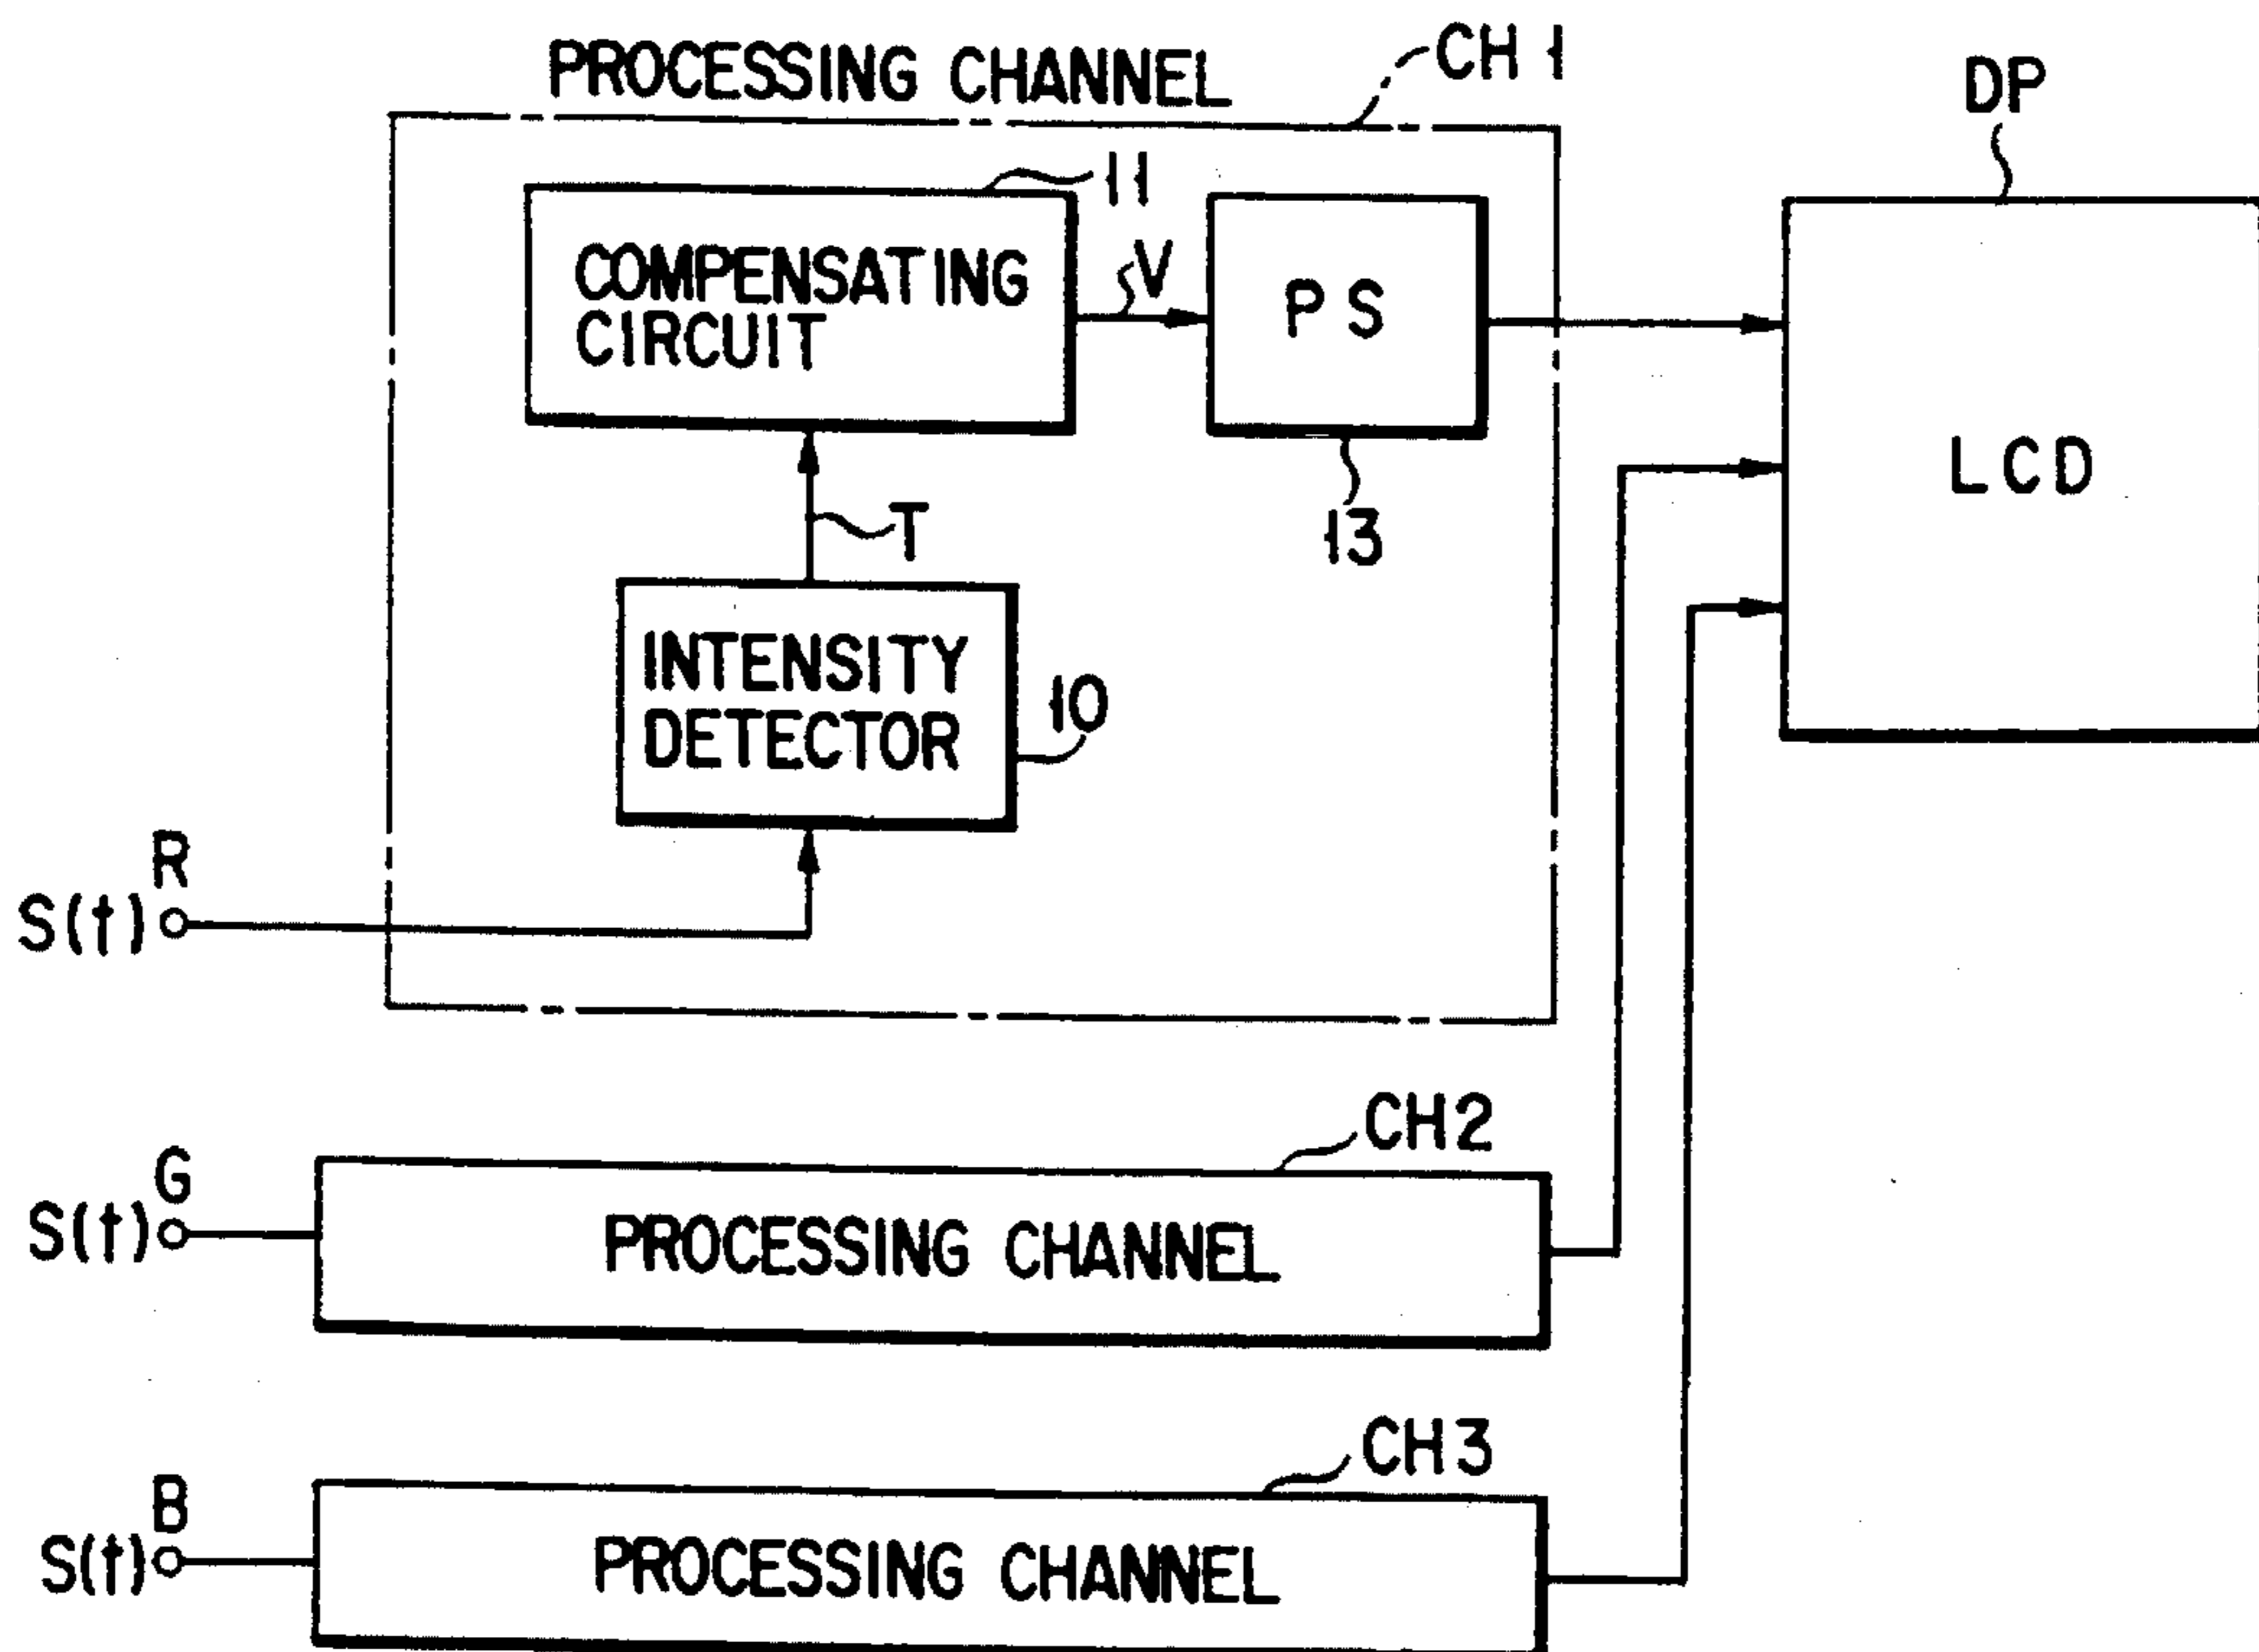 PROCESSING CHANNEL
CH 1
DP
11
COMPENSATING
CIRCUIT
V
PS
LCD
T
13
INTENSITY
DETECTOR
10
R
S(t)
CH2
G
S(t)
PROCESSING CHANNEL
CH3
B
S(t)
PROCESSING CHANNEL